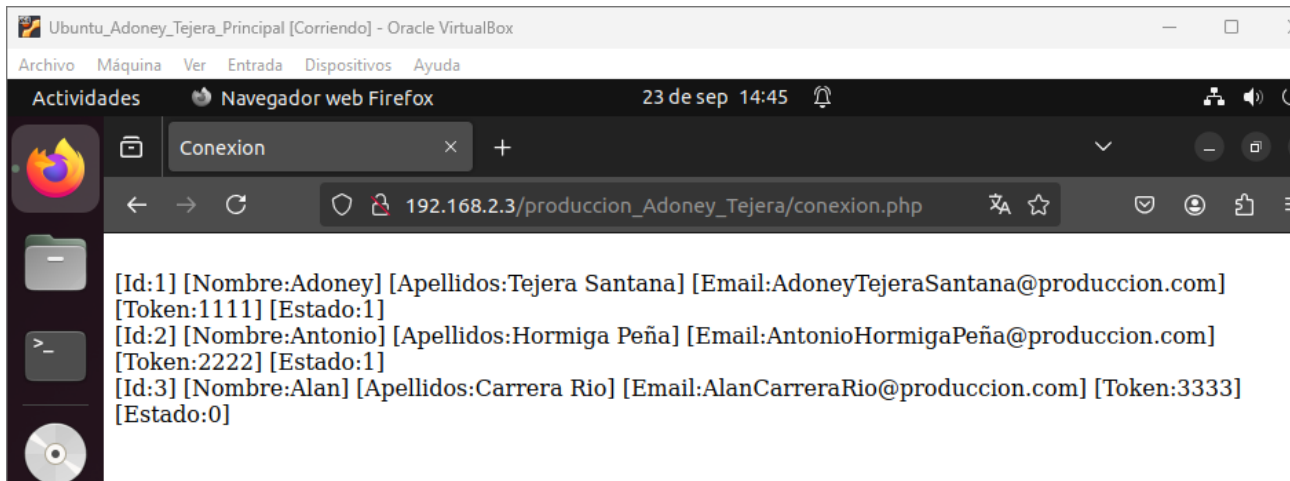 Ubuntu_Adoney_Tejera_Principal [Corriendo] - Oracle VirtualBox
Archivo Máquina Ver Entrada Dispositivos Ayuda
Actividades Navegador web Firefox 23 de sep 14:45
Conexion
192.168.2.3/produccion_Adoney_Tejera/conexion.php
[Id:1] [Nombre:Adoney] [Apellidos:Tejera Santana] [Email:AdoneyTejeraSantana@produccion.com]
[Token:1111] [Estado:1]
[Id:2] [Nombre:Antonio] [Apellidos:Hormiga Peña] [Email:AntonioHormigaPeña@produccion.com]
[Token:2222] [Estado:1]
[Id:3] [Nombre:Alan] [Apellidos:Carrera Rio] [Email:AlanCarreraRio@produccion.com] [Token:3333]
[Estado:0]